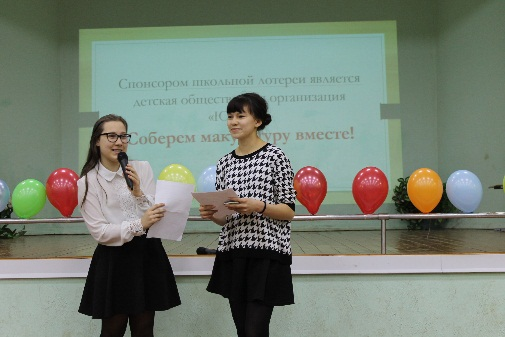 Спонсором школьной лотереи является
детская организация
Соберем вместе!